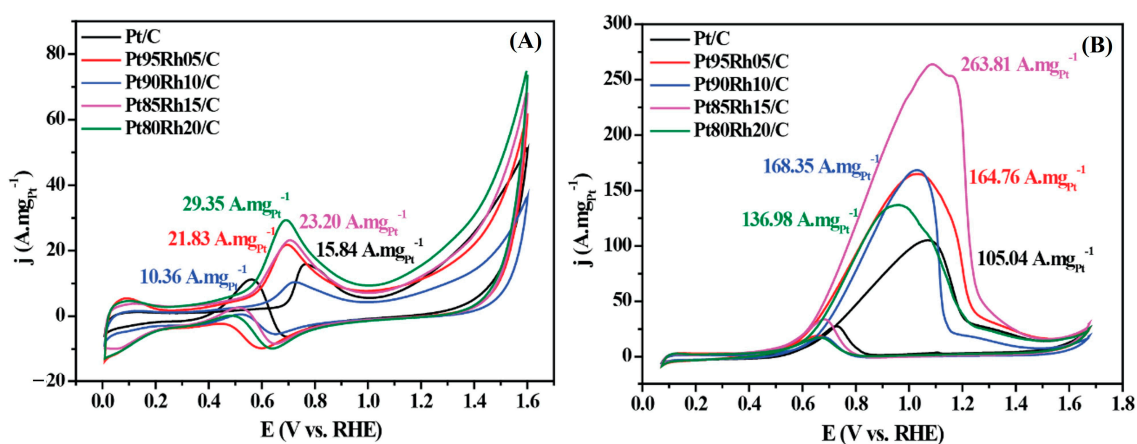 (A)
Pt/C
Pt95Rh05/C
Pt90Rh10/C
Pt85Rh15/C
Pt80Rh20/C
29.35 A.mgPt⁻¹
23.20 A.mgPt⁻¹
21.83 A.mgPt⁻¹
15.84 A.mgPt⁻¹
10.36 A.mgPt⁻¹
j (A.mgPt⁻¹)
80
60
40
20
0
−20
0.0 0.2 0.4 0.6 0.8 1.0 1.2 1.4 1.6
E (V vs. RHE)
(B)
Pt/C
Pt95Rh05/C
Pt90Rh10/C
Pt85Rh15/C
Pt80Rh20/C
263.81 A.mgPt⁻¹
168.35 A.mgPt⁻¹
164.76 A.mgPt⁻¹
136.98 A.mgPt⁻¹
105.04 A.mgPt⁻¹
j (A.mgPt⁻¹)
300
250
200
150
100
50
0
0.0 0.2 0.4 0.6 0.8 1.0 1.2 1.4 1.6 1.8
E (V vs. RHE)